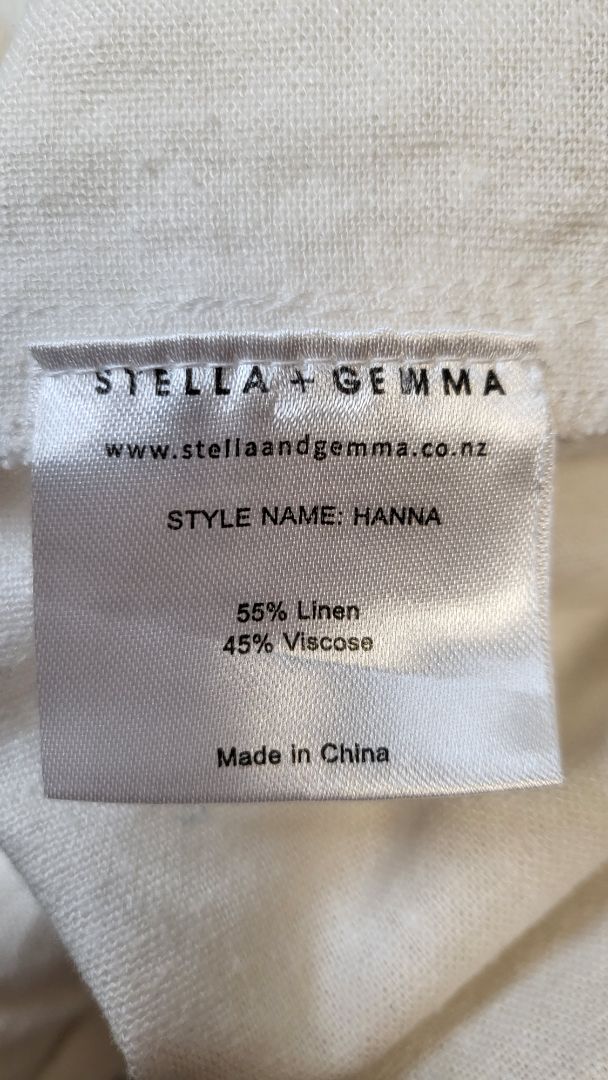 STELLA + GEMMA
www.stellaandgemma.co.nz
STYLE NAME: HANNA
55% Linen
45% Viscose
Made in China